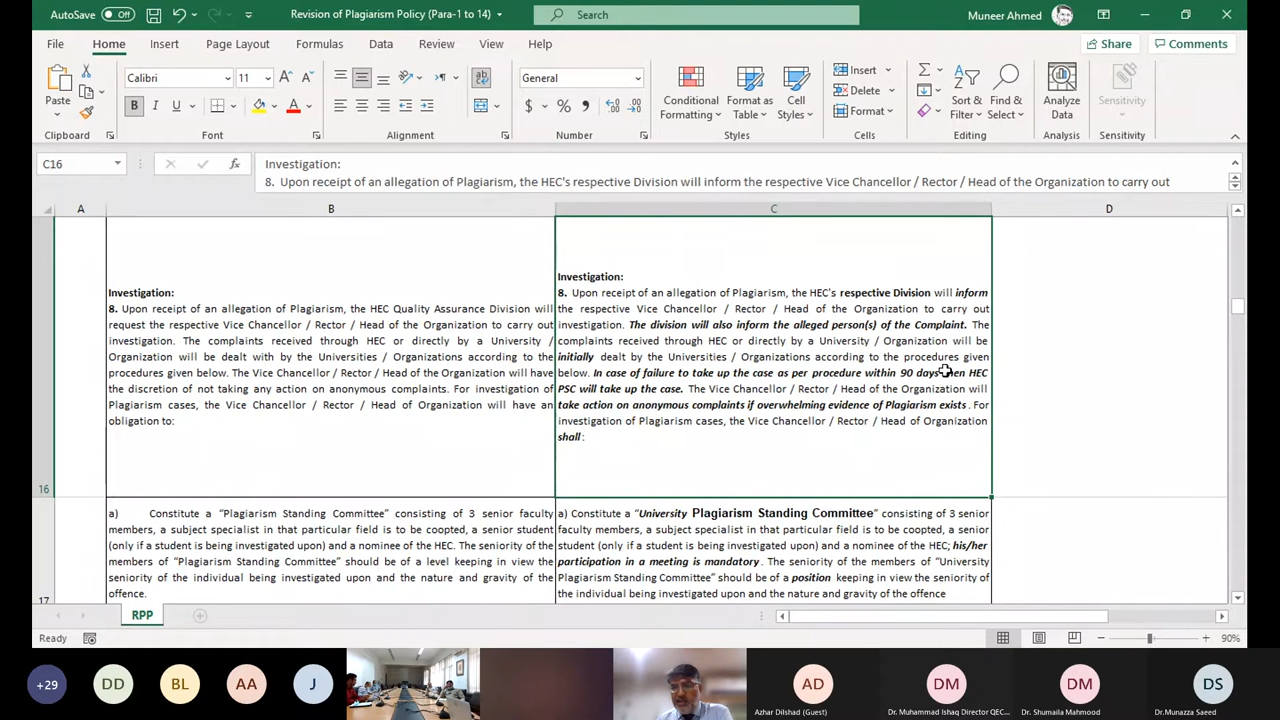 AutoSave Off
Revision of Plagiarism Policy (Para-1 to 14)
Search
Muneer Ahmed
File Home Insert Page Layout Formulas Data Review View Help
Share Comments
Paste
Calibri 11
General
Conditional Formatting
Format as Table
Cell Styles
Insert
Delete
Format
Sort & Filter
Find & Select
Analyze Data
Sensitivity
Clipboard Font Alignment Number Styles Cells Editing Analysis Sensitivity
C16
fx
Investigation:
8. Upon receipt of an allegation of Plagiarism, the HEC's respective Division will inform the respective Vice Chancellor / Rector / Head of the Organization to carry out
A B C D
16
Investigation:
8. Upon receipt of an allegation of Plagiarism, the HEC Quality Assurance Division will
request the respective Vice Chancellor / Rector / Head of the Organization to carry out
investigation. The complaints received through HEC or directly by a University /
Organization will be dealt with by the Universities / Organizations according to the
procedures given below. The Vice Chancellor / Rector / Head of the Organization will have
the discretion of not taking any action on anonymous complaints. For investigation of
Plagiarism cases, the Vice Chancellor / Rector / Head of Organization will have an
obligation to:
Investigation:
8. Upon receipt of an allegation of Plagiarism, the HEC's respective Division will inform
the respective Vice Chancellor / Rector / Head of the Organization to carry out
investigation. The division will also inform the alleged person(s) of the Complaint. The
complaints received through HEC or directly by a University / Organization will be
initially dealt by the Universities / Organizations according to the procedures given
below. In case of failure to take up the case as per procedure within 90 days then HEC
PSC will take up the case. The Vice Chancellor / Rector / Head of the Organization will
take action on anonymous complaints if overwhelming evidence of Plagiarism exists. For
investigation of Plagiarism cases, the Vice Chancellor / Rector / Head of Organization
shall:
17
a) Constitute a “Plagiarism Standing Committee” consisting of 3 senior faculty
members, a subject specialist in that particular field is to be coopted, a senior student
(only if a student is being investigated upon) and a nominee of the HEC. The seniority of the
members of “Plagiarism Standing Committee” should be of a level keeping in view the
seniority of the individual being investigated upon and the nature and gravity of the
offence.
a) Constitute a “University Plagiarism Standing Committee” consisting of 3 senior
faculty members, a subject specialist in that particular field is to be coopted, a senior
student (only if a student is being investigated upon) and a nominee of the HEC; his/her
participation in a meeting is mandatory. The seniority of the members of “University
Plagiarism Standing Committee” should be of a position keeping in view the seniority of
the individual being investigated upon and the nature and gravity of the offence
RPP
Ready
90%
+29
DD
BL
AA
J
AD
Azhar Dilshad (Guest)
DM
Dr. Muhammad Ishaq Director QEC...
DM
Dr. Shumaila Mahmood
DS
Dr.Munazza Saeed